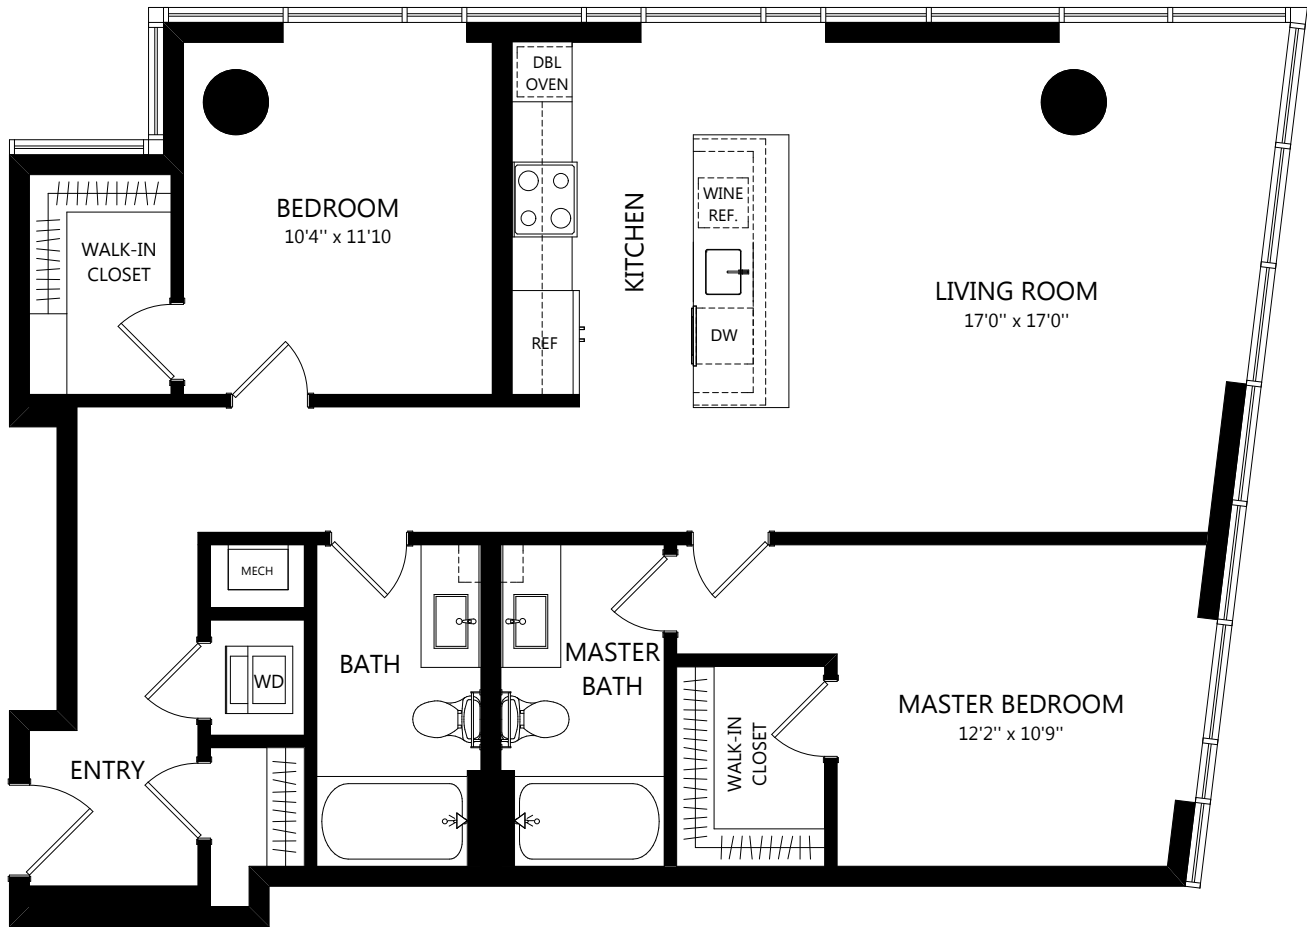 DBL
OVEN
BEDROOM
10'4'' x 11'10
WALK-IN
CLOSET
KITCHEN
WINE
REF.
LIVING ROOM
17'0'' x 17'0''
DW
REF
MECH
BATH
MASTER
BATH
WD
MASTER BEDROOM
12'2'' x 10'9''
WALK-IN
CLOSET
ENTRY